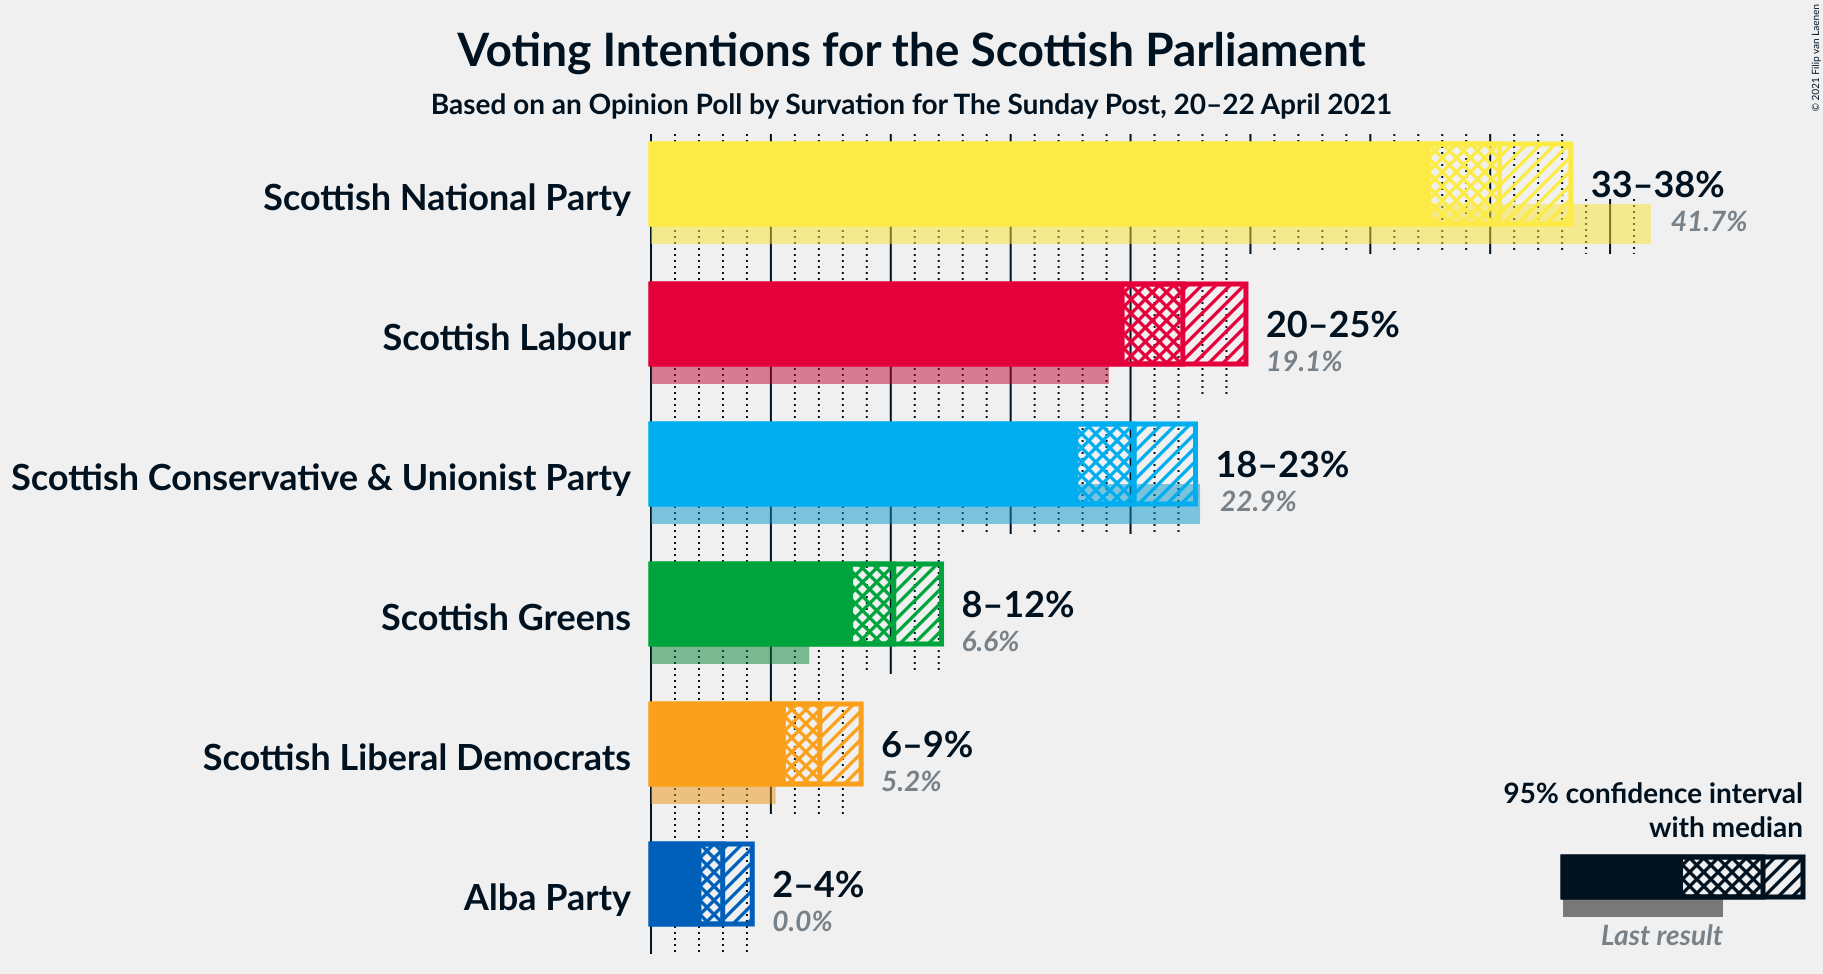 Voting Intentions for the Scottish Parliament
Based on an Opinion Poll by Survation for The Sunday Post, 20–22 April 2021
© 2021 Filip van Laenen
Scottish National Party
33–38%
41.7%
Scottish Labour
20–25%
19.1%
Scottish Conservative & Unionist Party
18–23%
22.9%
Scottish Greens
8–12%
6.6%
Scottish Liberal Democrats
6–9%
5.2%
Alba Party
2–4%
0.0%
95% confidence interval
with median
Last result